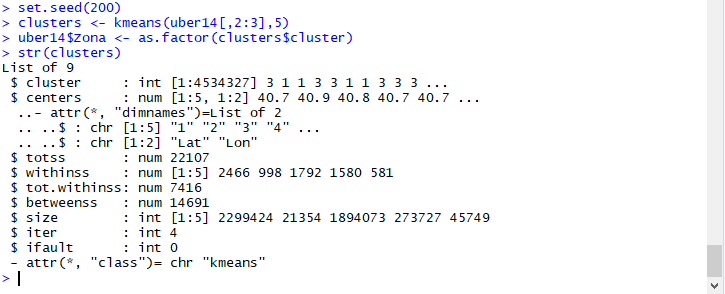 > set.seed(200)
> clusters <- kmeans(uber14[,2:3],5)
> uber14$Zona <- as.factor(clusters$cluster)
> str(clusters)
List of 9
 $ cluster     : int [1:4534327] 3 1 1 3 3 1 1 3 3 3 ...
 $ centers     : num [1:5, 1:2] 40.7 40.9 40.8 40.7 40.7 ...
  ..- attr(*, "dimnames")=List of 2
  .. ..$ : chr [1:5] "1" "2" "3" "4" ...
  .. ..$ : chr [1:2] "Lat" "Lon"
 $ totss       : num 22107
 $ withinss    : num [1:5] 2466 998 1792 1580 581
 $ tot.withinss: num 7416
 $ betweenss   : num 14691
 $ size        : int [1:5] 2299424 21354 1894073 273727 45749
 $ iter        : int 4
 $ ifault      : int 0
 - attr(*, "class")= chr "kmeans"
>